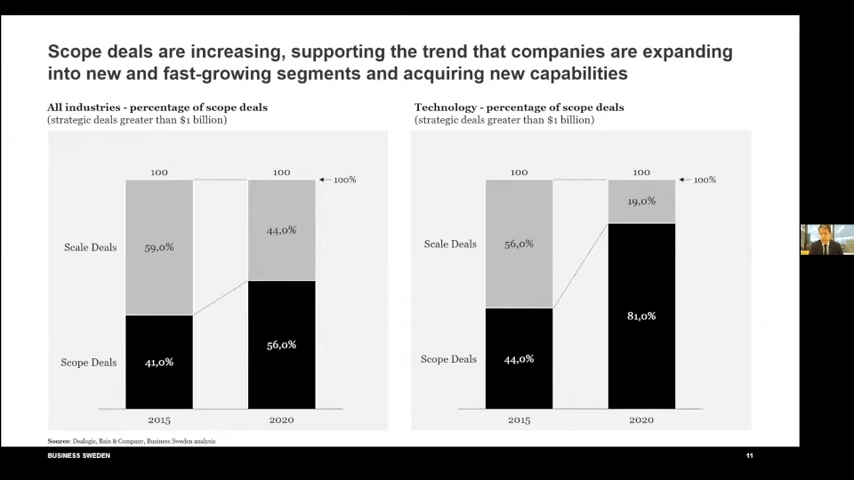 Scope deals are increasing, supporting the trend that companies are expanding
into new and fast-growing segments and acquiring new capabilities
All industries - percentage of scope deals
(strategic deals greater than $1 billion)
100
100
100%
Scale Deals
59,0%
44,0%
Scope Deals
41,0%
56,0%
2015
2020
Technology - percentage of scope deals
(strategic deals greater than $1 billion)
100
100
100%
Scale Deals
56,0%
19,0%
Scope Deals
44,0%
81,0%
2015
2020
Source: Dealogic, Bain & Company, Business Sweden analysis
BUSINESS SWEDEN
11